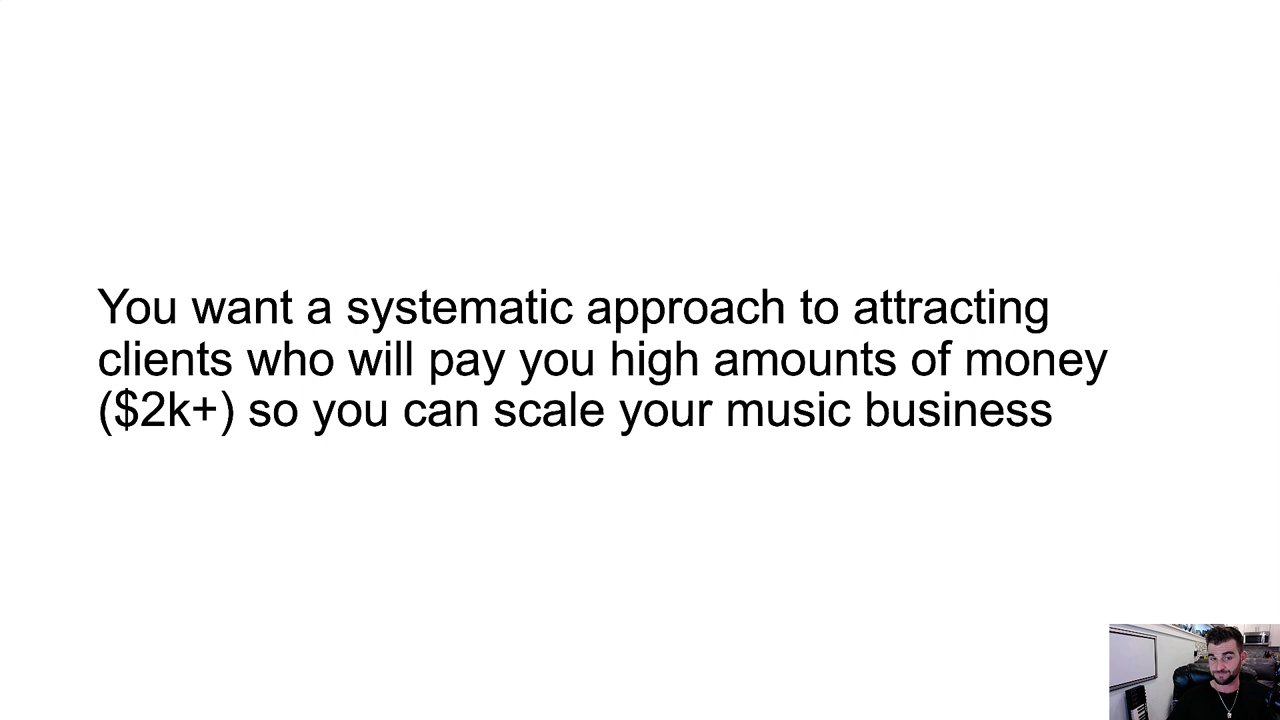 You want a systematic approach to attracting
clients who will pay you high amounts of money
($2k+) so you can scale your music business